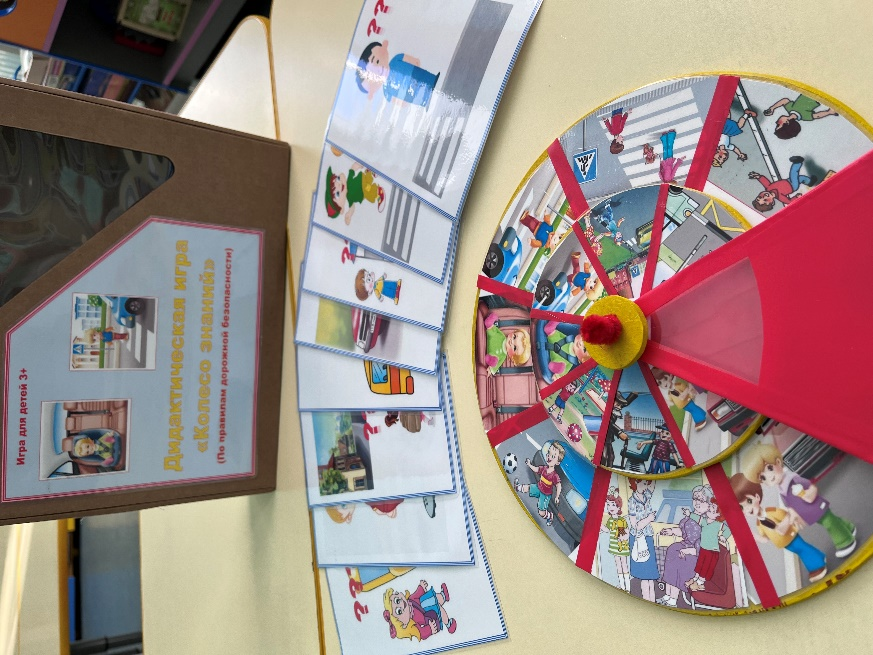 Игра для детей 3+
Дидактическая игра
«Колесо знаний»
(По правилам дорожной безопасности)
??
?
?
?
??